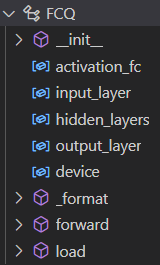 FCQ
__init__
activation_fc
input_layer
hidden_layers
output_layer
device
_format
forward
load